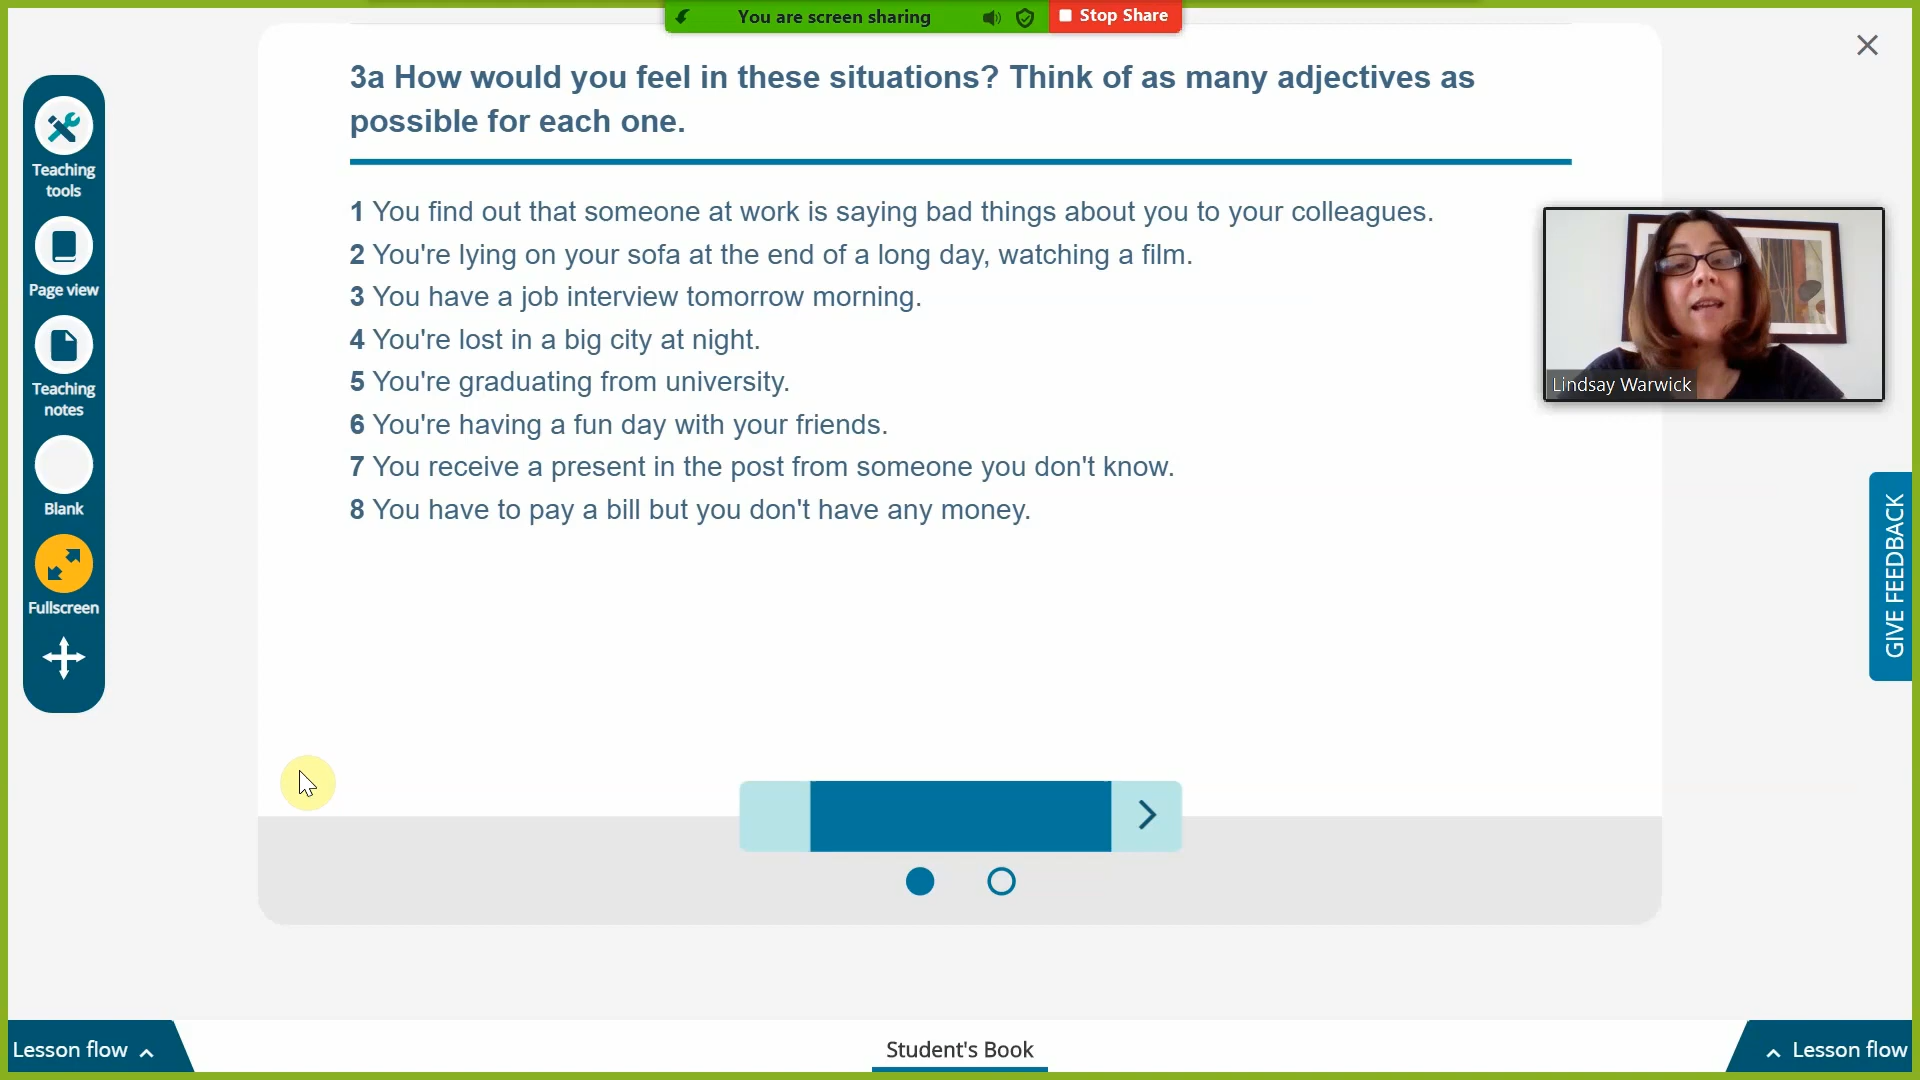 You are screen sharing
Stop Share
3a How would you feel in these situations? Think of as many adjectives as
possible for each one.
1 You find out that someone at work is saying bad things about you to your colleagues.
2 You're lying on your sofa at the end of a long day, watching a film.
3 You have a job interview tomorrow morning.
4 You're lost in a big city at night.
5 You're graduating from university.
6 You're having a fun day with your friends.
7 You receive a present in the post from someone you don't know.
8 You have to pay a bill but you don't have any money.
Teaching
tools
Page view
Teaching
notes
Blank
Fullscreen
Lindsay Warwick
GIVE FEEDBACK
Lesson flow
Student's Book
Lesson flow